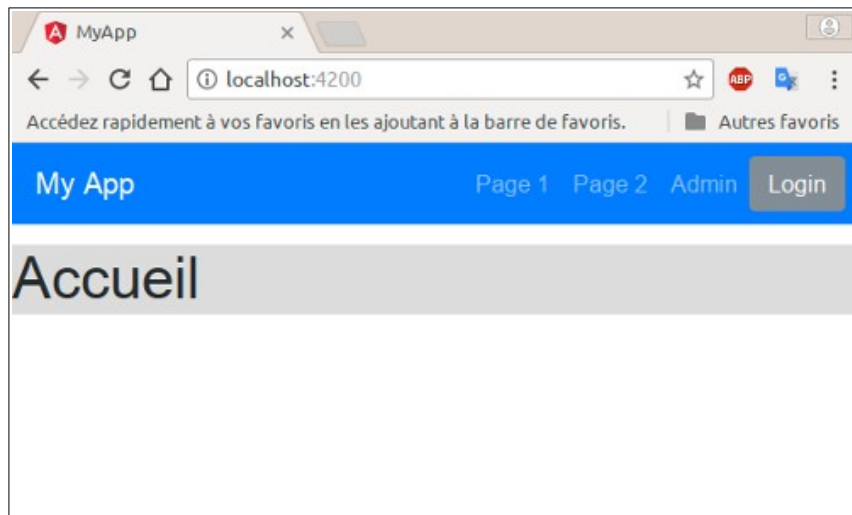 MyApp
localhost:4200
ABP
Accédez rapidement à vos favoris en les ajoutant à la barre de favoris.
Autres favoris
My App
Page 1
Page 2
Admin
Login
Accueil